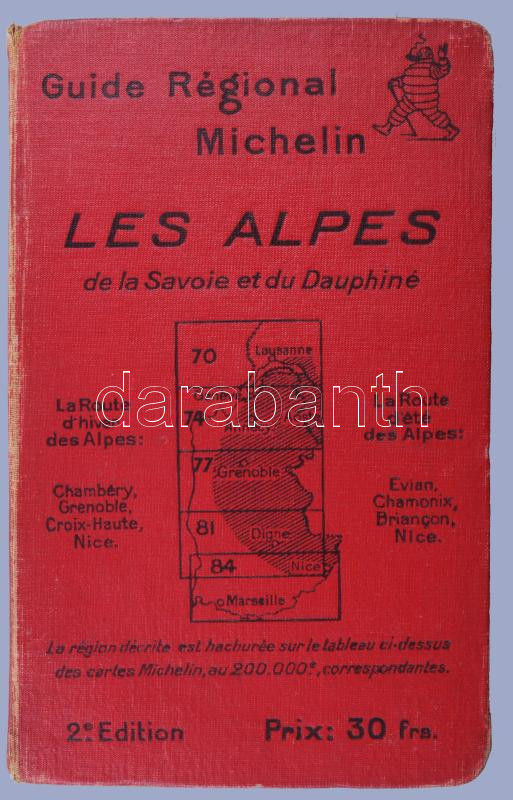 Guide Régional
Michelin
LES ALPES
de la Savoie et du Dauphiné
70
Lausanne
La Route
d'hiver
des Alpes:
La Route
d'été
des Alpes:
74
Annecy
77
Grenoble
Chambéry,
Grenoble,
Croix-Haute,
Nice.
Evian,
Chamonix,
Briançon,
Nice.
81
Digne
84
Nice
Marseille
darabanth
La région décrite est hachurée sur le tableau ci-dessus
des cartes Michelin, au 200.000e, correspondantes.
2e Edition
Prix: 30 frs.